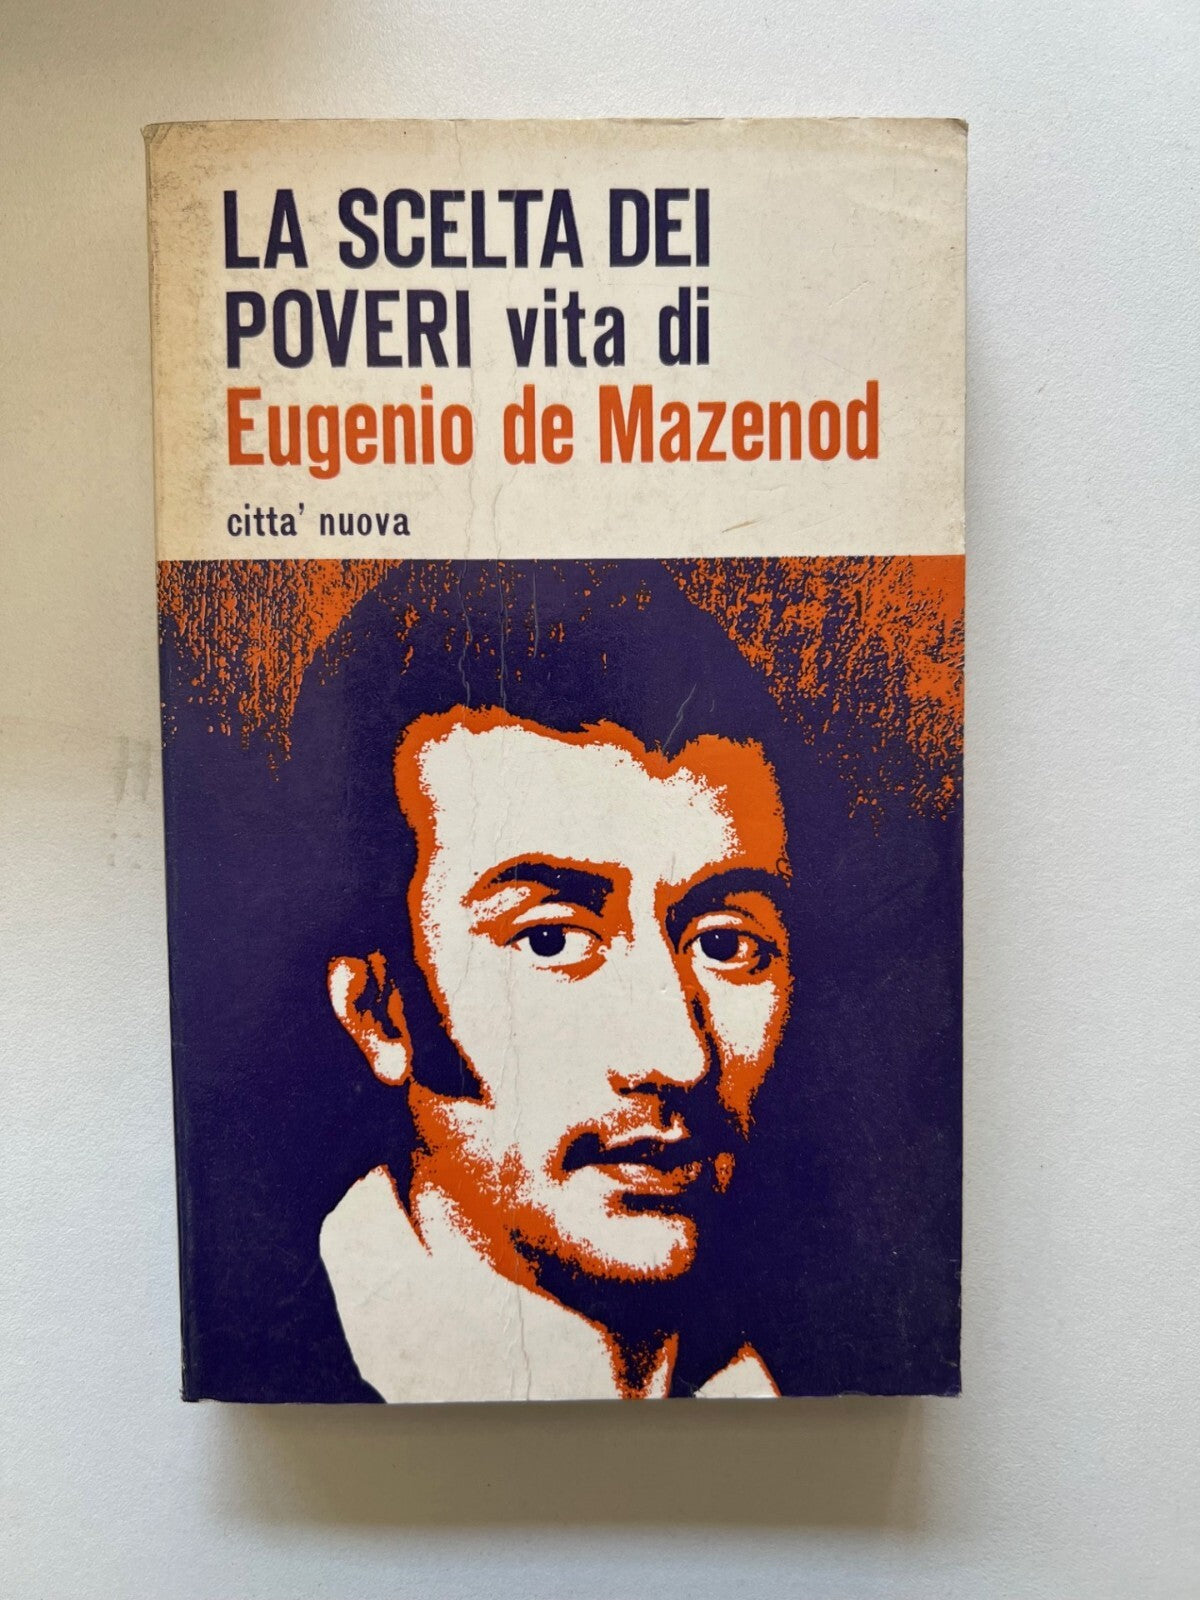 LA SCELTA DEI
POVERI vita di
Eugenio de Mazenod
citta' nuova